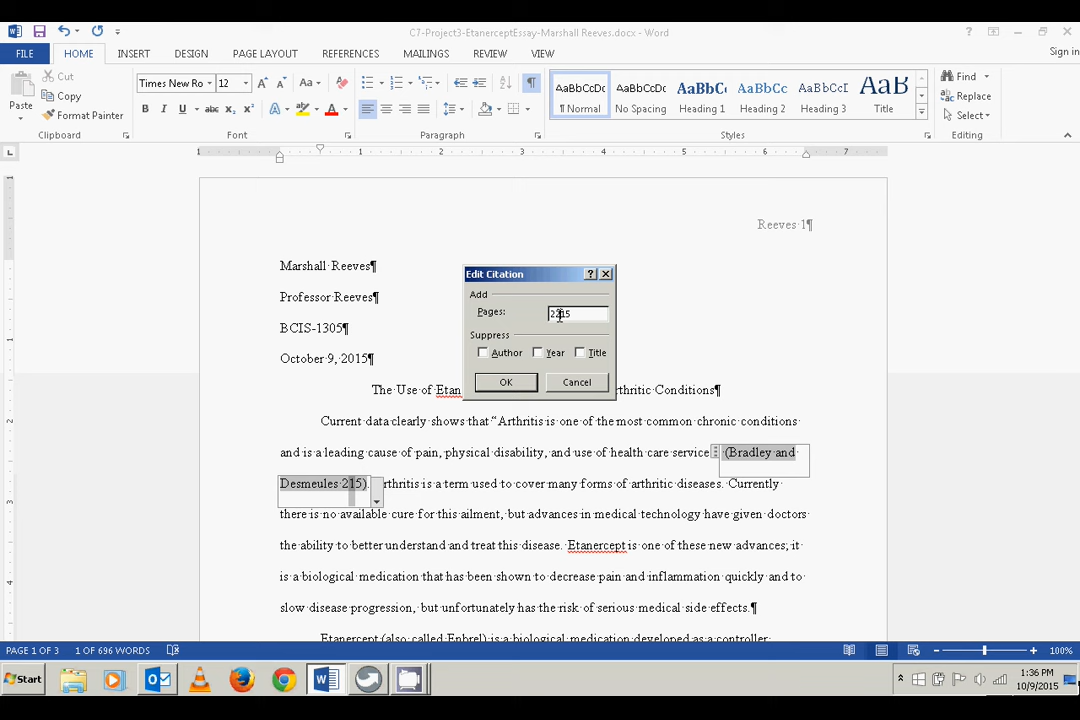 C7-Project3-EtanerceptEssay-Marshall Reeves.docx - Word
Sign in
FILE HOME INSERT DESIGN PAGE LAYOUT REFERENCES MAILINGS REVIEW VIEW
Paste
Cut
Copy
Format Painter
Clipboard
Times New Ro 12
Font
Paragraph
AaBbCcDc AaBbCcDc AaBbC AaBbCc AaBbCcI AaB
¶ Normal No Spacing Heading 1 Heading 2 Heading 3 Title
Styles
Find
Replace
Select
Editing
1 1 2 3 4 5 6 7
Reeves·1¶
Marshall·Reeves¶
Professor·Reeves¶
BCIS-1305¶
October·9,·2015¶
Edit Citation
Add
Pages:
Suppress
Author Year Title
OK Cancel
The·Use·of·Etan rthritic·Conditions¶
Current·data·clearly·shows·that·“Arthritis·is·one·of·the·most·common·chronic·conditions·
and·is·a·leading·cause·of·pain,·physical·disability,·and·use·of·health·care·service (Bradley·and·
Desmeules·215). rthritis·is·a·term·used·to·cover·many·forms·of·arthritic·diseases.··Currently·
there·is·no·available·cure·for·this·ailment,·but·advances·in·medical·technology·have·given·doctors·
the·ability·to·better·understand·and·treat·this·disease.··Etanercept·is·one·of·these·new·advances;·it·
is·a·biological·medication·that·has·been·shown·to·decrease·pain·and·inflammation·quickly·and·to·
slow·disease·progression,··but·unfortunately·has·the·risk·of·serious·medical·side·effects.¶
Etanercept·(also·called·Enbrel)·is·a·biological·medication·developed·as·a·controller·
PAGE 1 OF 3 1 OF 696 WORDS 100%
Start
1:36 PM
10/9/2015